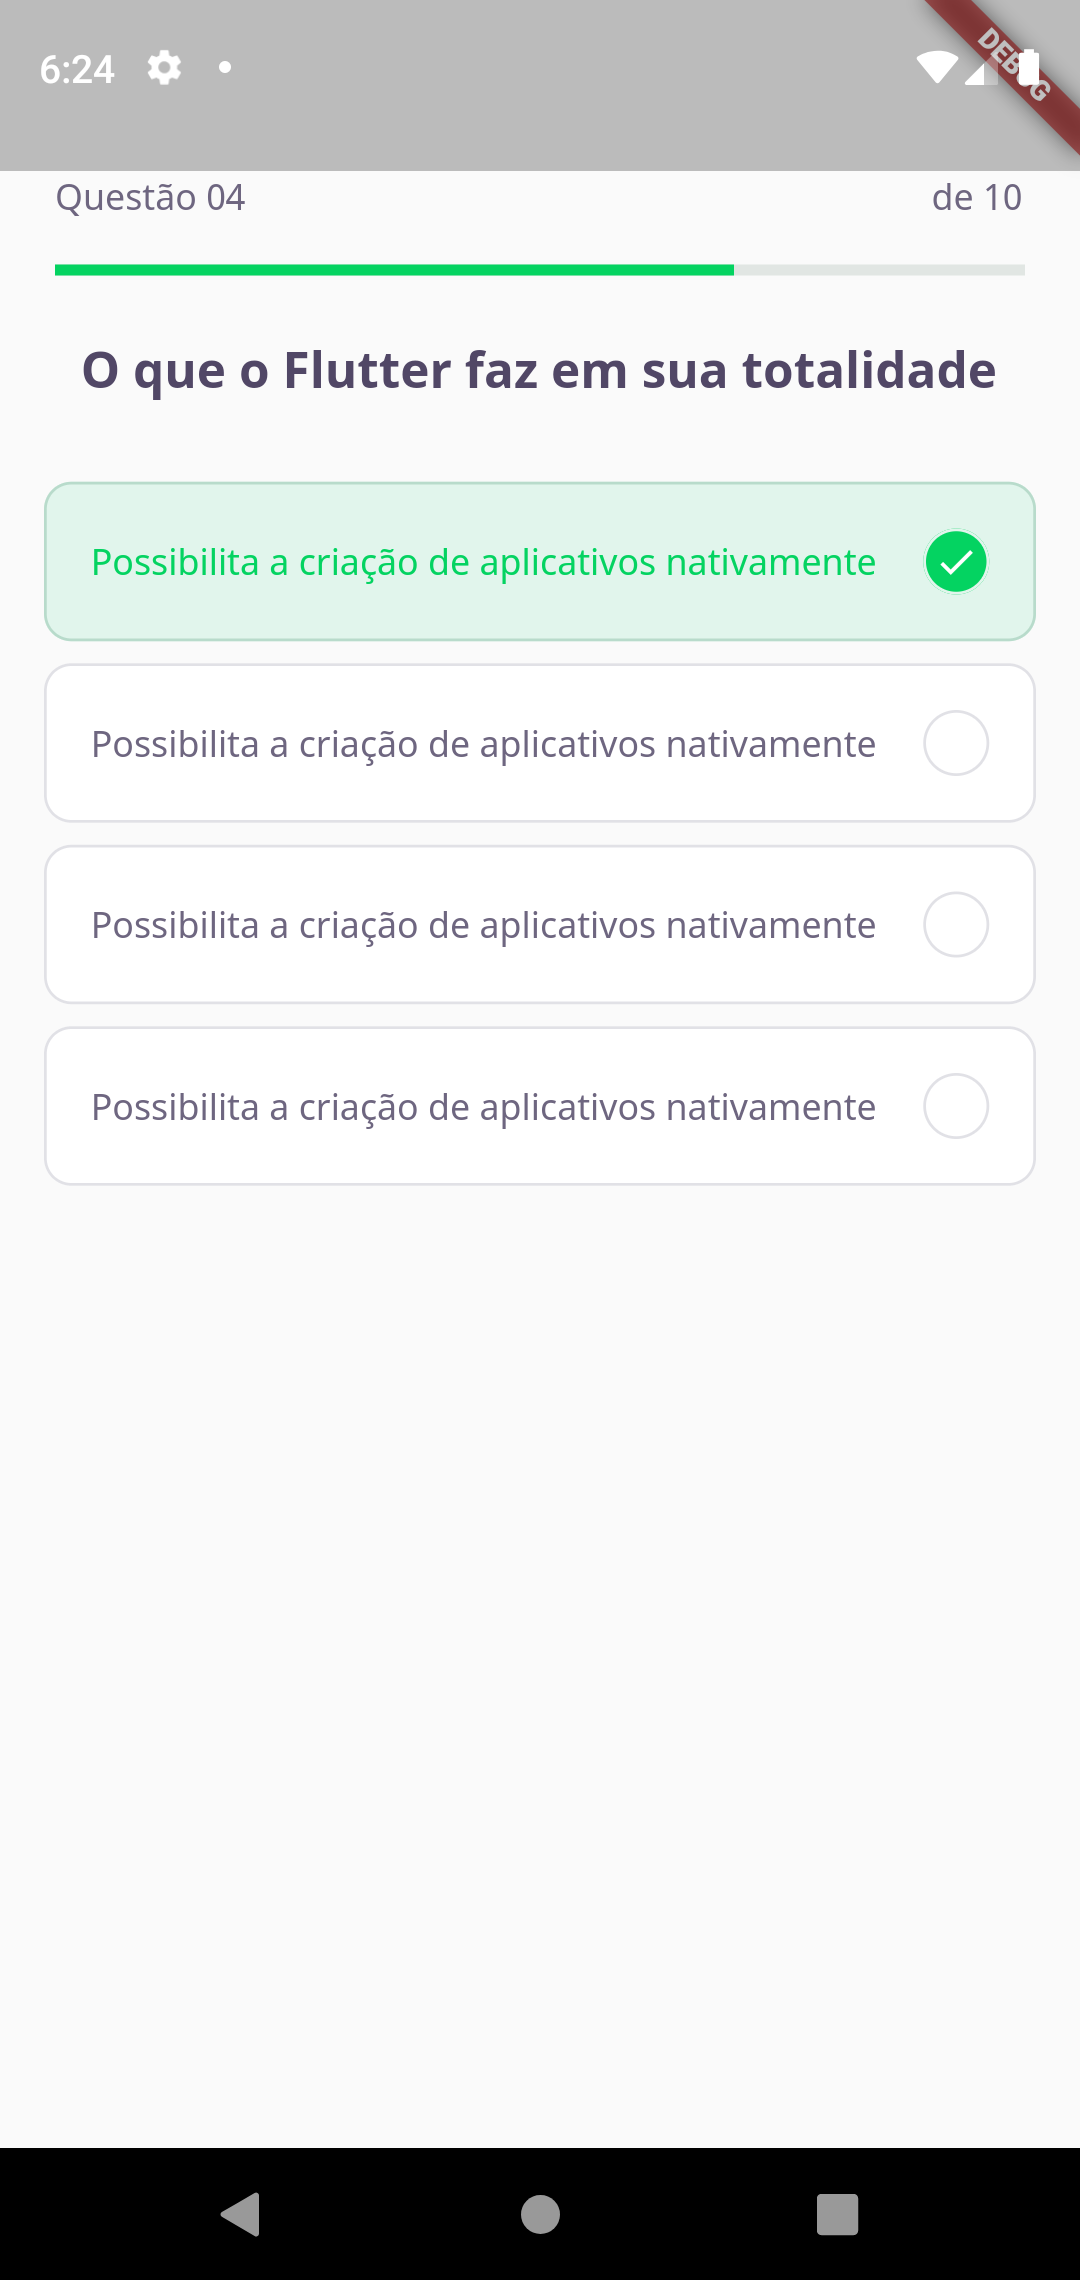 6:24
DEBUG
Questão 04
de 10
O que o Flutter faz em sua totalidade
Possibilita a criação de aplicativos nativamente
Possibilita a criação de aplicativos nativamente
Possibilita a criação de aplicativos nativamente
Possibilita a criação de aplicativos nativamente